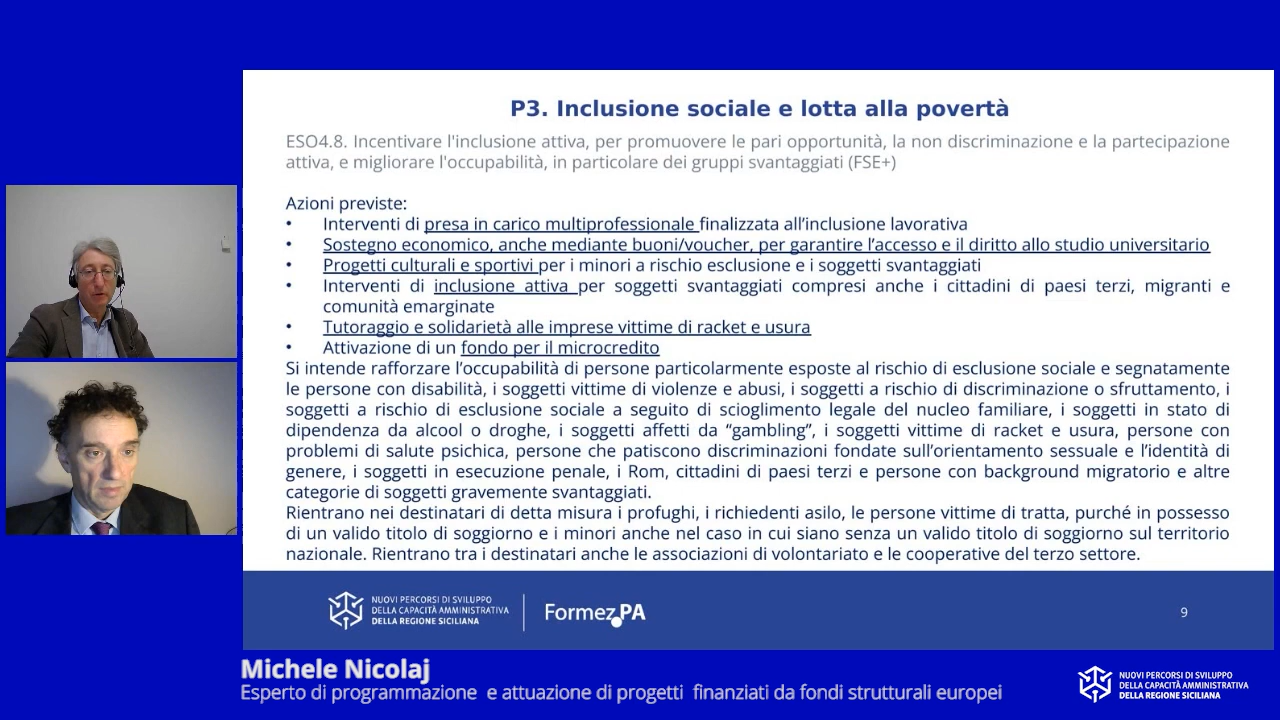 P3. Inclusione sociale e lotta alla povertà
ESO4.8. Incentivare l'inclusione attiva, per promuovere le pari opportunità, la non discriminazione e la partecipazione
attiva, e migliorare l'occupabilità, in particolare dei gruppi svantaggiati (FSE+)
Azioni previste:
• Interventi di presa in carico multiprofessionale finalizzata all’inclusione lavorativa
• Sostegno economico, anche mediante buoni/voucher, per garantire l’accesso e il diritto allo studio universitario
• Progetti culturali e sportivi per i minori a rischio esclusione e i soggetti svantaggiati
• Interventi di inclusione attiva per soggetti svantaggiati compresi anche i cittadini di paesi terzi, migranti e
comunità emarginate
• Tutoraggio e solidarietà alle imprese vittime di racket e usura
• Attivazione di un fondo per il microcredito
Si intende rafforzare l’occupabilità di persone particolarmente esposte al rischio di esclusione sociale e segnatamente
le persone con disabilità, i soggetti vittime di violenze e abusi, i soggetti a rischio di discriminazione o sfruttamento, i
soggetti a rischio di esclusione sociale a seguito di scioglimento legale del nucleo familiare, i soggetti in stato di
dipendenza da alcool o droghe, i soggetti affetti da “gambling”, i soggetti vittime di racket e usura, persone con
problemi di salute psichica, persone che patiscono discriminazioni fondate sull’orientamento sessuale e l’identità di
genere, i soggetti in esecuzione penale, i Rom, cittadini di paesi terzi e persone con background migratorio e altre
categorie di soggetti gravemente svantaggiati.
Rientrano nei destinatari di detta misura i profughi, i richiedenti asilo, le persone vittime di tratta, purché in possesso
di un valido titolo di soggiorno e i minori anche nel caso in cui siano senza un valido titolo di soggiorno sul territorio
nazionale. Rientrano tra i destinatari anche le associazioni di volontariato e le cooperative del terzo settore.
NUOVI PERCORSI DI SVILUPPO
DELLA CAPACITÀ AMMINISTRATIVA
DELLA REGIONE SICILIANA
Formez PA
9
Michele Nicolaj
Esperto di programmazione e attuazione di progetti finanziati da fondi strutturali europei
NUOVI PERCORSI DI SVILUPPO
DELLA CAPACITÀ AMMINISTRATIVA
DELLA REGIONE SICILIANA